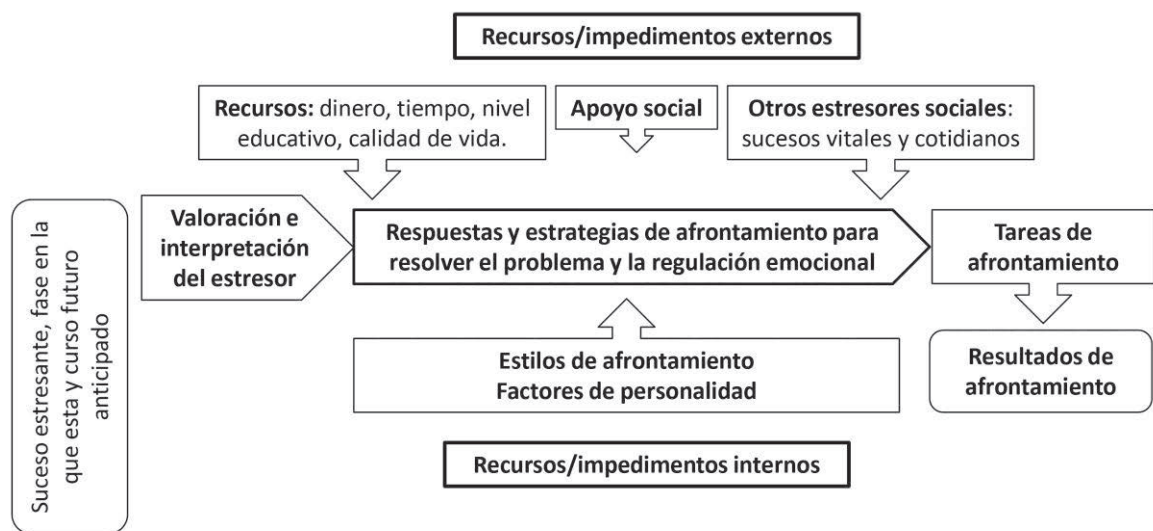 Recursos/impedimentos externos
Recursos: dinero, tiempo, nivel
educativo, calidad de vida.
Apoyo social
Otros estresores sociales:
sucesos vitales y cotidianos
Suceso estresante, fase en la
que esta y curso futuro
anticipado
Valoración e
interpretación
del estresor
Respuestas y estrategias de afrontamiento para
resolver el problema y la regulación emocional
Tareas de
afrontamiento
Estilos de afrontamiento
Factores de personalidad
Resultados de
afrontamiento
Recursos/impedimentos internos